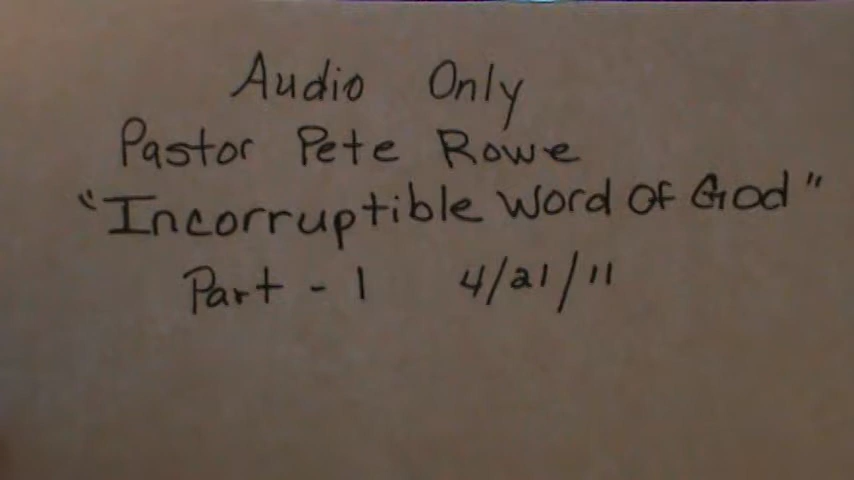 Audio Only
Pastor Pete Rowe
"Incorruptible Word of God"
Part - 1 4/21/11